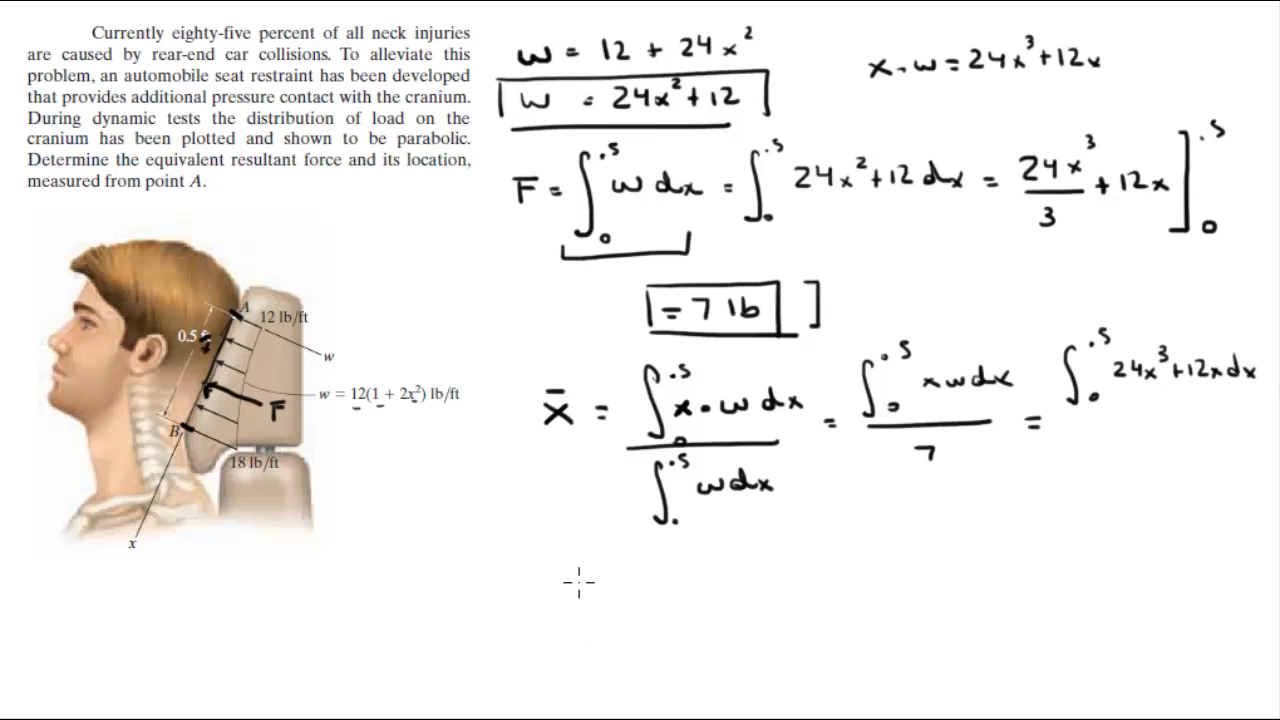 Currently eighty-five percent of all neck injuries
are caused by rear-end car collisions. To alleviate this
problem, an automobile seat restraint has been developed
that provides additional pressure contact with the cranium.
During dynamic tests the distribution of load on the
cranium has been plotted and shown to be parabolic.
Determine the equivalent resultant force and its location,
measured from point A.
A
12 lb/ft
0.5 f
w
w = 12(1 + 2x²) lb/ft
F
B
18 lb/ft
x
w = 12 + 24x²
w = 24x² + 12
x · w = 24x³ + 12x
F = ∫₀^.5 w dx = ∫₀^.5 24x² + 12 dx = 24x³/3 + 12x ]₀^.5
= 7 lb ]
x̄ = ∫₀^.5 x · w dx / ∫₀^.5 w dx = ∫₀^.5 x w dx / 7 = ∫₀^.5 24x³ + 12x dx